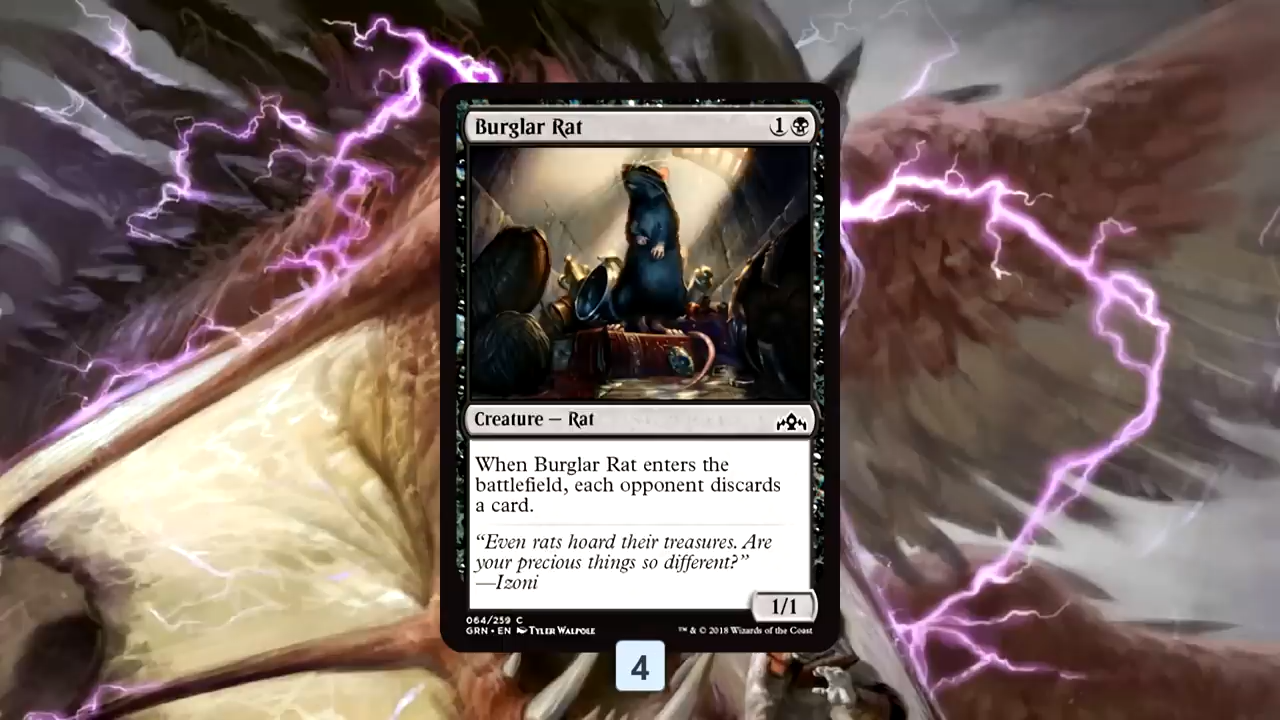 Burglar Rat 1
Creature — Rat
When Burglar Rat enters the
battlefield, each opponent discards
a card.
“Even rats hoard their treasures. Are
your precious things so different?”
—Izoni
1/1
064/259 C
GRN • EN Tyler Walpole ™ & © 2018 Wizards of the Coast
4